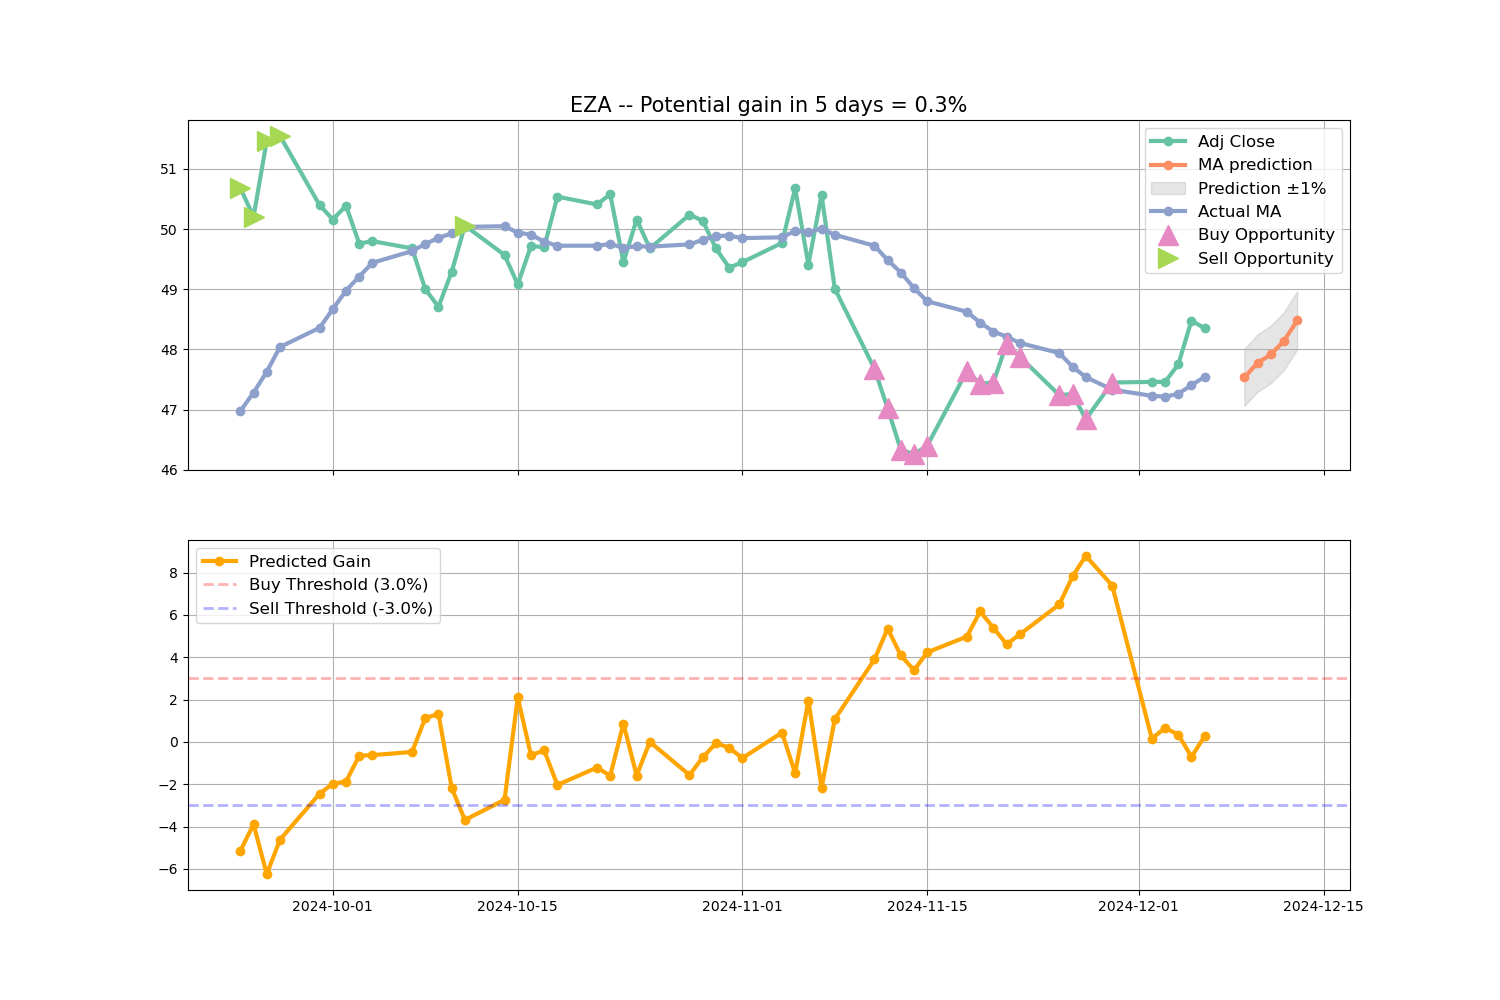 EZA -- Potential gain in 5 days = 0.3%
51
50
49
48
47
46
Adj Close
MA prediction
Prediction ±1%
Actual MA
Buy Opportunity
Sell Opportunity
8
6
4
2
0
−2
−4
−6
Predicted Gain
Buy Threshold (3.0%)
Sell Threshold (-3.0%)
2024-10-01
2024-10-15
2024-11-01
2024-11-15
2024-12-01
2024-12-15